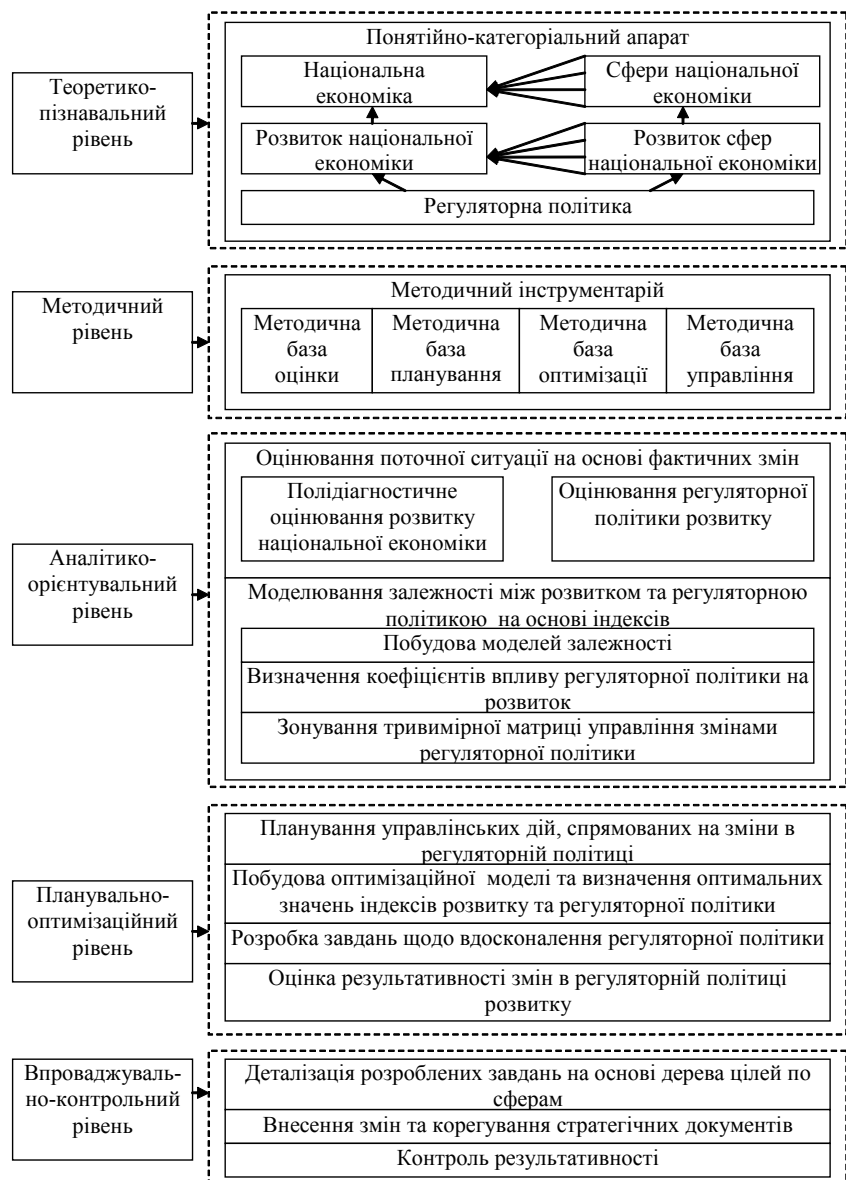 Теоретико-
пізнавальний
рівень
Понятійно-категоріальний апарат
Національна
економіка
Сфери національної
економіки
Розвиток національної
економіки
Розвиток сфер
національної економіки
Регуляторна політика
Методичний
рівень
Методичний інструментарій
Методична
база
оцінки
Методична
база
планування
Методична
база
оптимізації
Методична
база
управління
Аналітико-
орієнтувальний
рівень
Оцінювання поточної ситуації на основі фактичних змін
Полідіагностичне
оцінювання розвитку
національної економіки
Оцінювання регуляторної
політики розвитку
Моделювання залежності між розвитком та регуляторною
політикою на основі індексів
Побудова моделей залежності
Визначення коефіцієнтів впливу регуляторної політики на
розвиток
Зонування тривимірної матриці управління змінами
регуляторної політики
Планувально-
оптимізаційний
рівень
Планування управлінських дій, спрямованих на зміни в
регуляторній політиці
Побудова оптимізаційної моделі та визначення оптимальних
значень індексів розвитку та регуляторної політики
Розробка завдань щодо вдосконалення регуляторної політики
Оцінка результативності змін в регуляторній політиці
розвитку
Впроваджуваль-
но-контрольний
рівень
Деталізація розроблених завдань на основі дерева цілей по
сферам
Внесення змін та корегування стратегічних документів
Контроль результативності